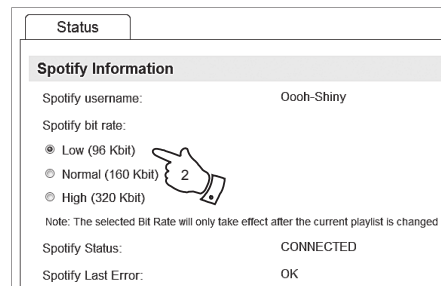 Status
Spotify Information
Spotify username: Oooh-Shiny
Spotify bit rate:
Low (96 Kbit)
Normal (160 Kbit) 2
High (320 Kbit)
Note: The selected Bit Rate will only take effect after the current playlist is changed
Spotify Status: CONNECTED
Spotify Last Error: OK